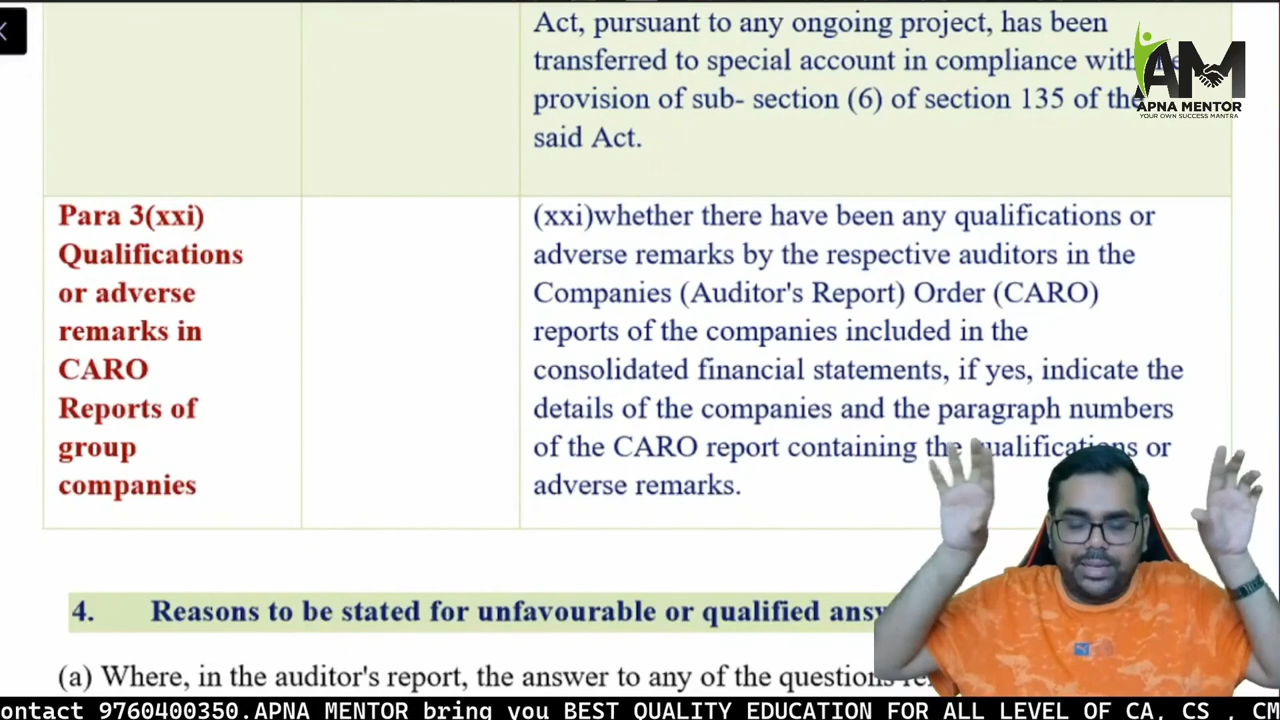 Act, pursuant to any ongoing project, has been
transferred to special account in compliance with
provision of sub- section (6) of section 135 of the
said Act.
AM
APNA MENTOR
YOUR OWN SUCCESS MANTRA
Para 3(xxi)
Qualifications
or adverse
remarks in
CARO
Reports of
group
companies
(xxi)whether there have been any qualifications or
adverse remarks by the respective auditors in the
Companies (Auditor's Report) Order (CARO)
reports of the companies included in the
consolidated financial statements, if yes, indicate the
details of the companies and the paragraph numbers
of the CARO report containing the qualifications or
adverse remarks.
4. Reasons to be stated for unfavourable or qualified
(a) Where, in the auditor's report, the answer to any of the questions
ontact 9760400350.APNA MENTOR bring you BEST QUALITY EDUCATION FOR ALL LEVEL OF CA, CS , CM